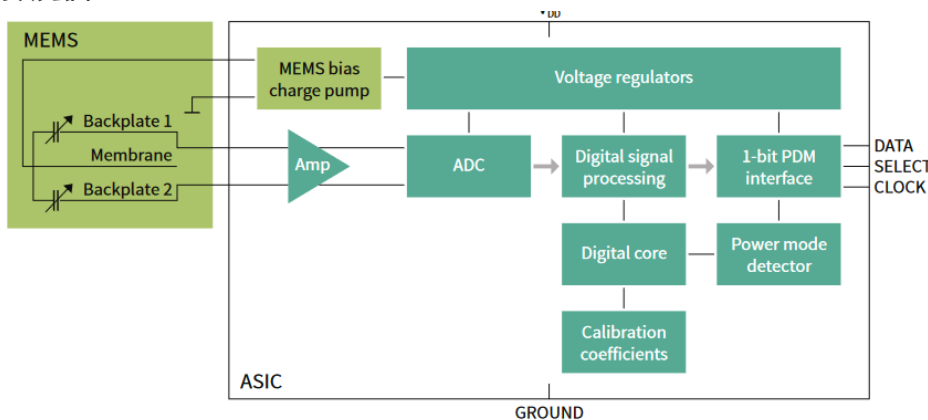 VDD
MEMS
MEMS bias
charge pump
Voltage regulators
Backplate 1
Membrane
Backplate 2
Amp
ADC
Digital signal
processing
1-bit PDM
interface
DATA
SELECT
CLOCK
Digital core
Power mode
detector
Calibration
coefficients
ASIC
GROUND